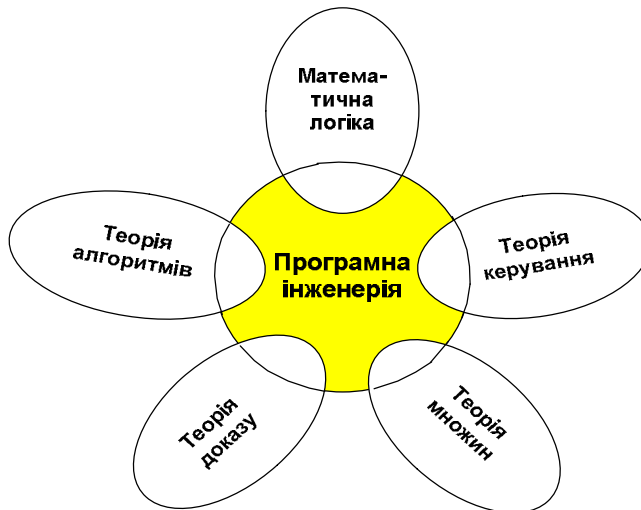 Матема-
тична
логіка
Теорія
алгоритмів
Програмна
інженерія
Теорія
керування
Теорія
доказу
Теорія
множин